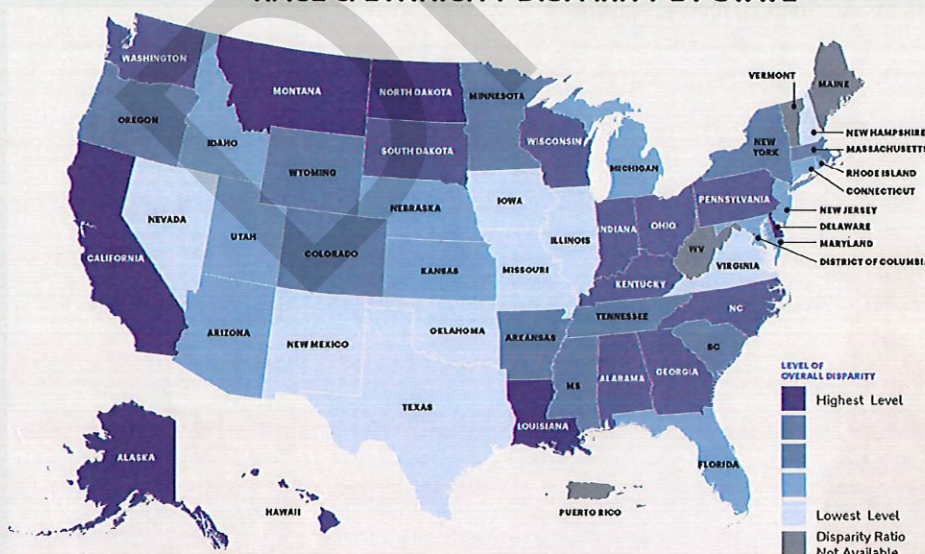 WASHINGTON
MONTANA
NORTH DAKOTA
MINNESOTA
VERMONT
MAINE
OREGON
IDAHO
WYOMING
SOUTH DAKOTA
WISCONSIN
MICHIGAN
NEW
YORK
NEW HAMPSHIRE
MASSACHUSETTS
RHODE ISLAND
CONNECTICUT
NEVADA
UTAH
COLORADO
NEBRASKA
IOWA
ILLINOIS
INDIANA
OHIO
PENNSYLVANIA
NEW JERSEY
DELAWARE
MARYLAND
DISTRICT OF COLUMBIA
CALIFORNIA
KANSAS
MISSOURI
KENTUCKY
WV
VIRGINIA
ARIZONA
NEW MEXICO
OKLAHOMA
ARKANSAS
TENNESSEE
NC
SC
TEXAS
LOUISIANA
MS
ALABAMA
GEORGIA
FLORIDA
ALASKA
HAWAII
PUERTO RICO
LEVEL OF
OVERALL DISPARITY
Highest Level
Lowest Level
Disparity Ratio
Not Available